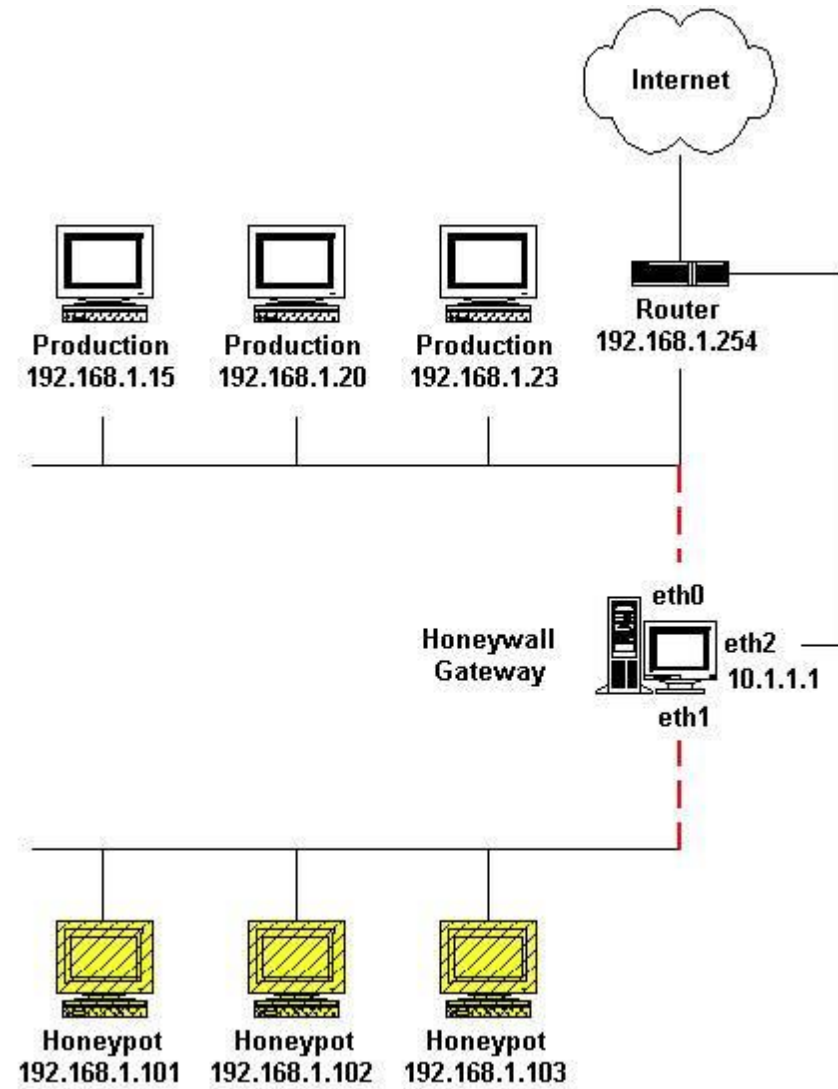 Internet
Router
192.168.1.254
Production
192.168.1.15
Production
192.168.1.20
Production
192.168.1.23
eth0
Honeywall
Gateway
eth2
10.1.1.1
eth1
Honeypot
192.168.1.101
Honeypot
192.168.1.102
Honeypot
192.168.1.103